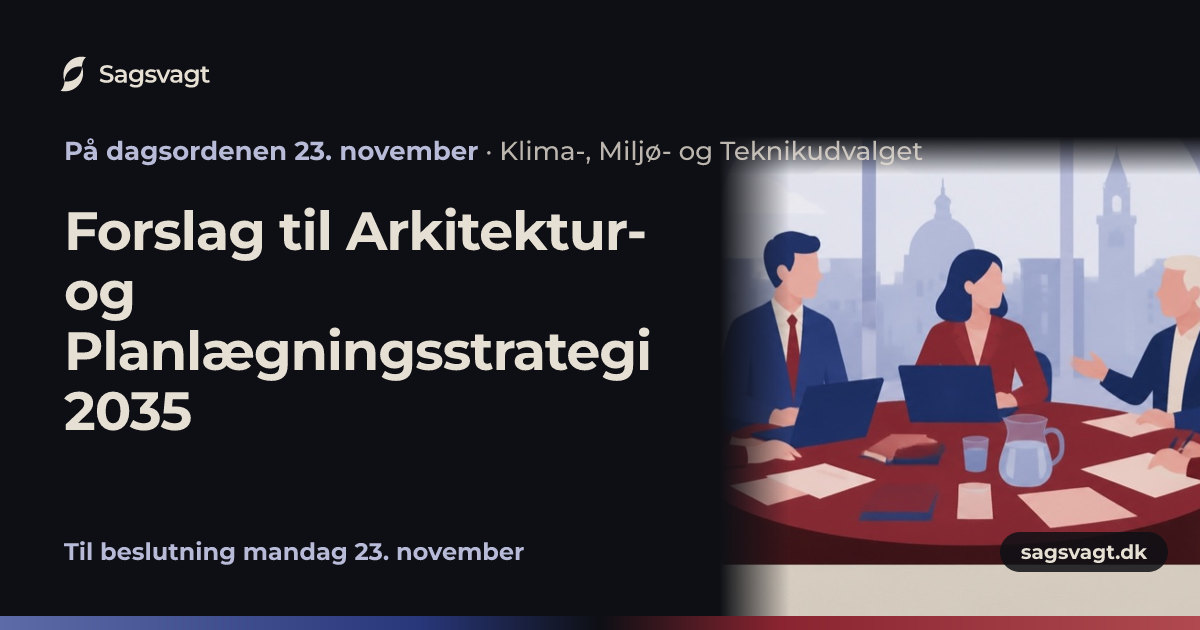 Sagsvagt
På dagsordenen 23. november · Klima-, Miljø- og Teknikudvalget
Forslag til Arkitektur-
og
Planlægningsstrategi
2035
Til beslutning mandag 23. november
sagsvagt.dk